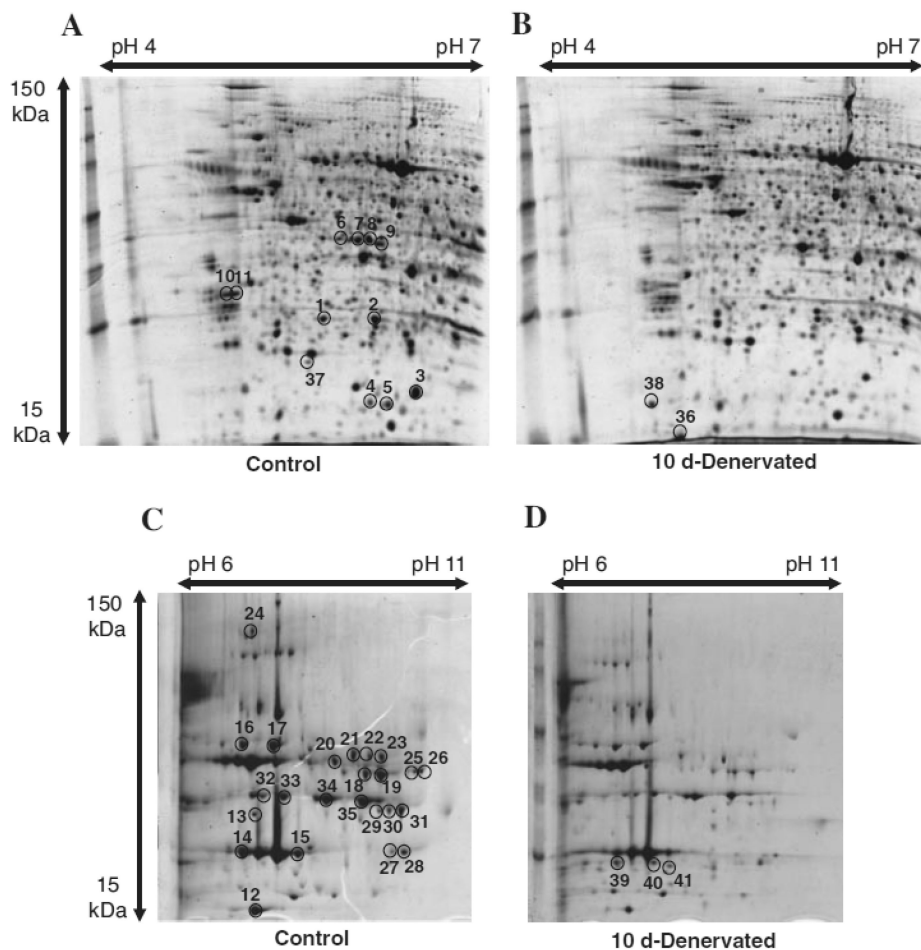 A
B
pH 4 pH 7
pH 4 pH 7
150
kDa
6 7 8 9
10 11
1 2
37
4 5 3
15
kDa
Control
38
36
10 d-Denervated
C
D
pH 6 pH 11
pH 6 pH 11
150
kDa
24
16 17
20 21 22 23
25 26
32 33 34 18 19
13 35 29 30 31
14 15
27 28
12
15
kDa
Control
39 40 41
10 d-Denervated